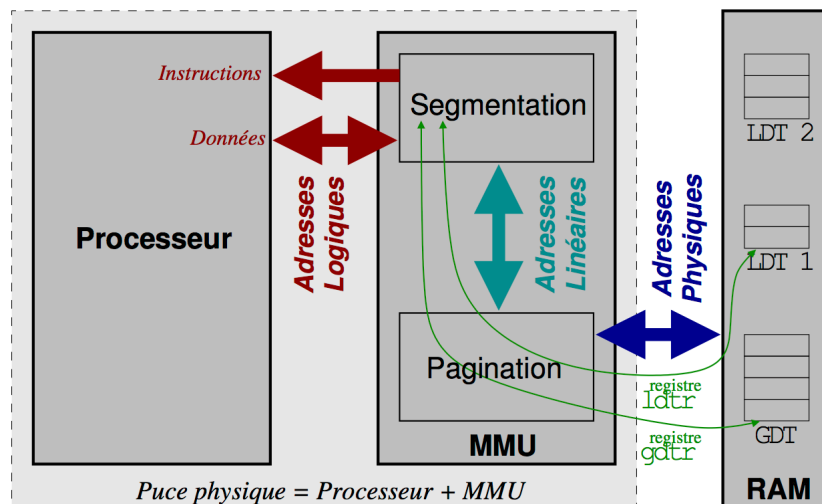 Instructions
Données
Processeur
Adresses
Logiques
Segmentation
Adresses
Linéaires
Pagination
MMU
Puce physique = Processeur + MMU
Adresses
Physiques
registre
ldtr
registre
gdtr
LDT 2
LDT 1
GDT
RAM